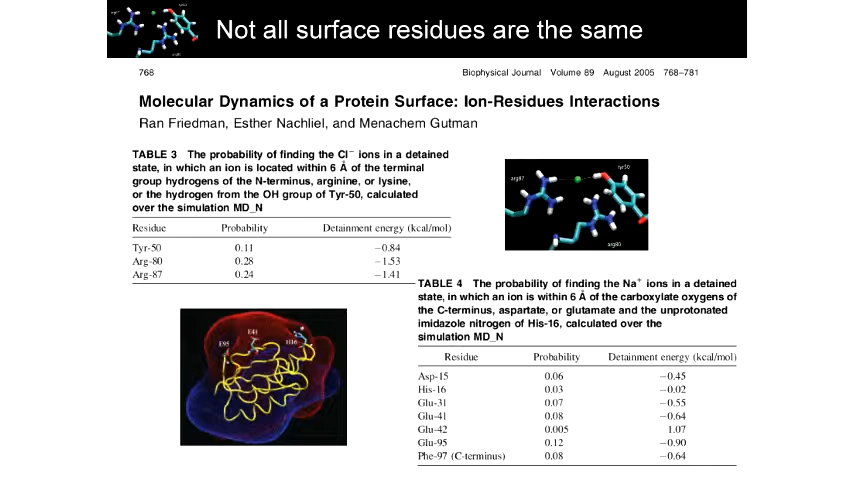 Not all surface residues are the same
768
Biophysical Journal Volume 89 August 2005 768–781
Molecular Dynamics of a Protein Surface: Ion-Residues Interactions
Ran Friedman, Esther Nachliel, and Menachem Gutman
TABLE 3 The probability of finding the Cl− ions in a detained
state, in which an ion is located within 6 Å of the terminal
group hydrogens of the N-terminus, arginine, or lysine,
or the hydrogen from the OH group of Tyr-50, calculated
over the simulation MD_N
Residue Probability Detainment energy (kcal/mol)
Tyr-50 0.11 −0.84
Arg-80 0.28 −1.53
Arg-87 0.24 −1.41
tyr50
arg87
arg80
TABLE 4 The probability of finding the Na+ ions in a detained
state, in which an ion is within 6 Å of the carboxylate oxygens of
the C-terminus, aspartate, or glutamate and the unprotonated
imidazole nitrogen of His-16, calculated over the
simulation MD_N
Residue Probability Detainment energy (kcal/mol)
Asp-15 0.06 −0.45
His-16 0.03 −0.02
Glu-31 0.07 −0.55
Glu-41 0.08 −0.64
Glu-42 0.005 1.07
Glu-95 0.12 −0.90
Phe-97 (C-terminus) 0.08 −0.64
E95
H16